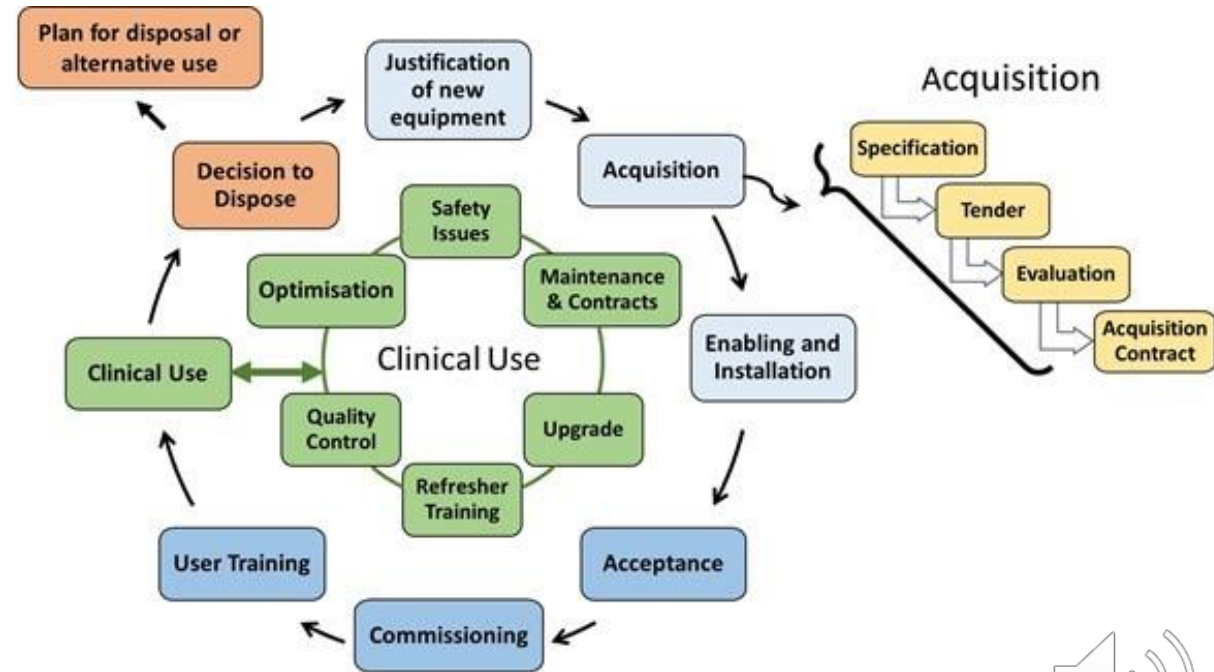 Plan for disposal or
alternative use
Justification
of new
equipment
Acquisition
Acquisition
Specification
Tender
Evaluation
Acquisition
Contract
Decision to
Dispose
Safety
Issues
Optimisation
Maintenance
& Contracts
Clinical Use
Clinical Use
Enabling and
Installation
Quality
Control
Upgrade
Refresher
Training
User Training
Acceptance
Commissioning